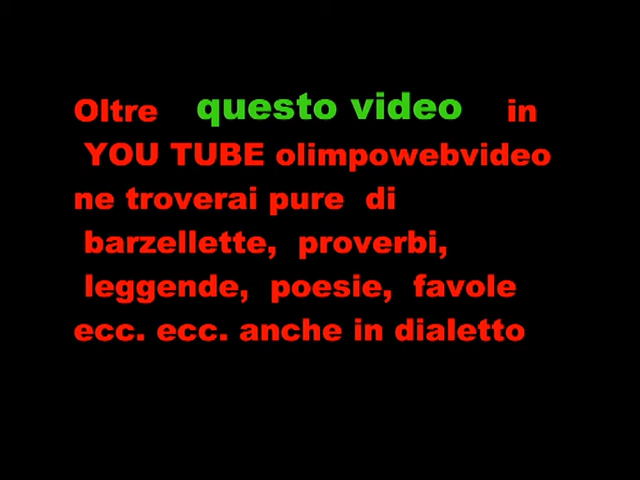 Oltre questo video in
YOU TUBE olimpowebvideo
ne troverai pure di
barzellette, proverbi,
leggende, poesie, favole
ecc. ecc. anche in dialetto